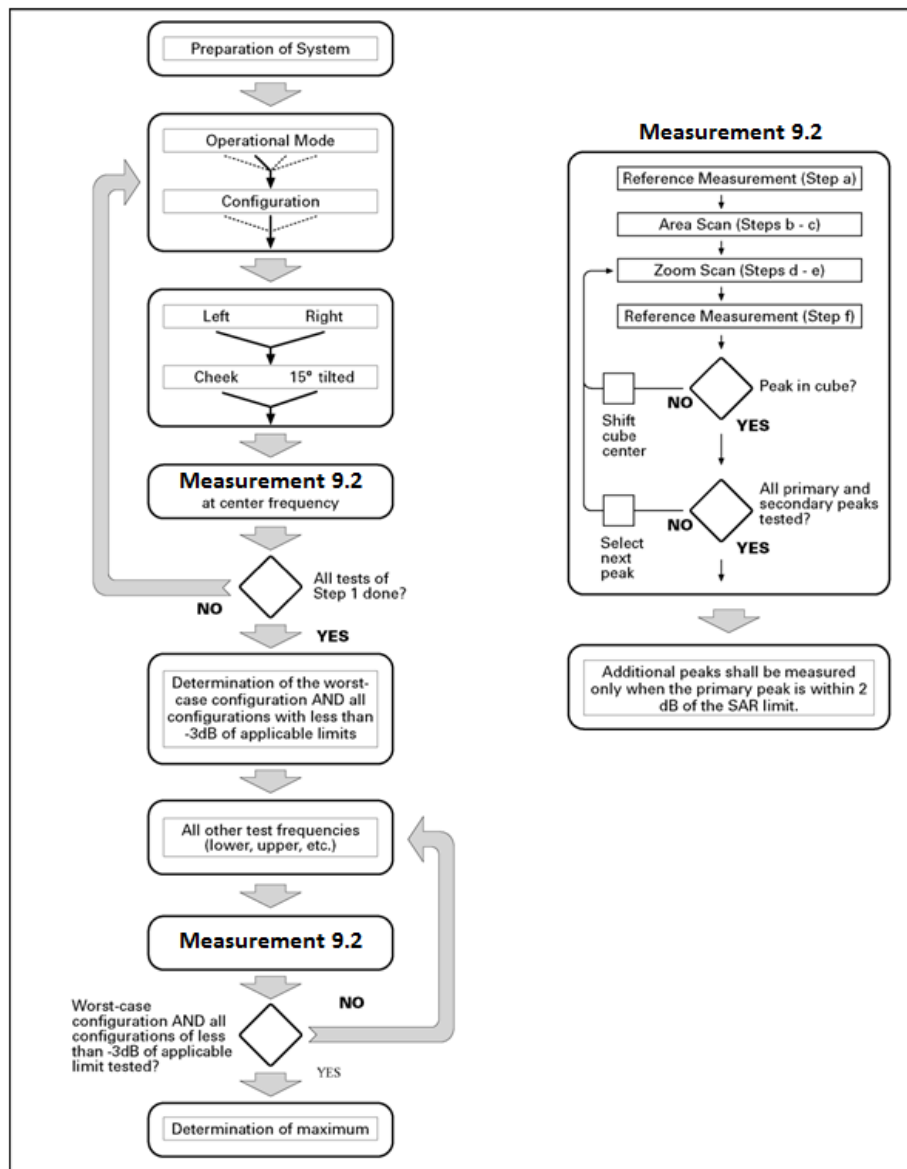 Preparation of System
Operational Mode
Configuration
Left Right
Cheek 15° tilted
Measurement 9.2
at center frequency
All tests of
Step 1 done?
NO
YES
Determination of the worst-
case configuration AND all
configurations with less than
-3dB of applicable limits
All other test frequencies
(lower, upper, etc.)
Measurement 9.2
NO
Worst-case
configuration AND all
configurations of less
than -3dB of applicable
limit tested?
YES
Determination of maximum
Measurement 9.2
Reference Measurement (Step a)
Area Scan (Steps b - c)
Zoom Scan (Steps d - e)
Reference Measurement (Step f)
Peak in cube?
NO
YES
Shift
cube
center
All primary and
secondary peaks
tested?
NO
YES
Select
next
peak
Additional peaks shall be measured
only when the primary peak is within 2
dB of the SAR limit.